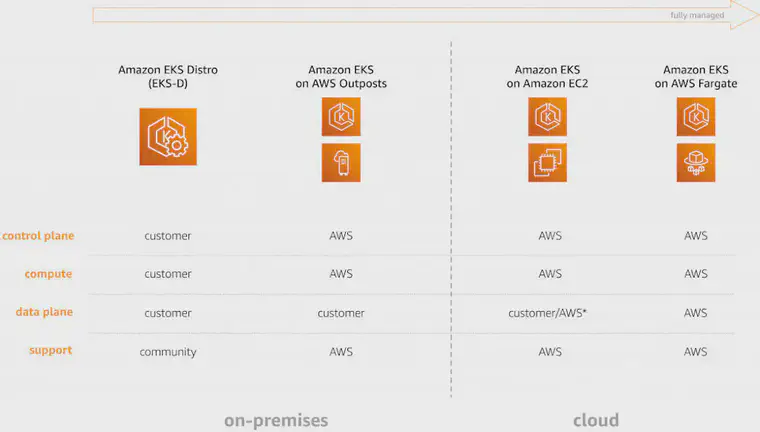 fully managed
Amazon EKS Distro
(EKS-D)
Amazon EKS
on AWS Outposts
Amazon EKS
on Amazon EC2
Amazon EKS
on AWS Fargate
K
K
K
K
control plane customer AWS AWS AWS
compute customer AWS AWS AWS
data plane customer customer customer/AWS* AWS
support community AWS AWS AWS
on-premises cloud